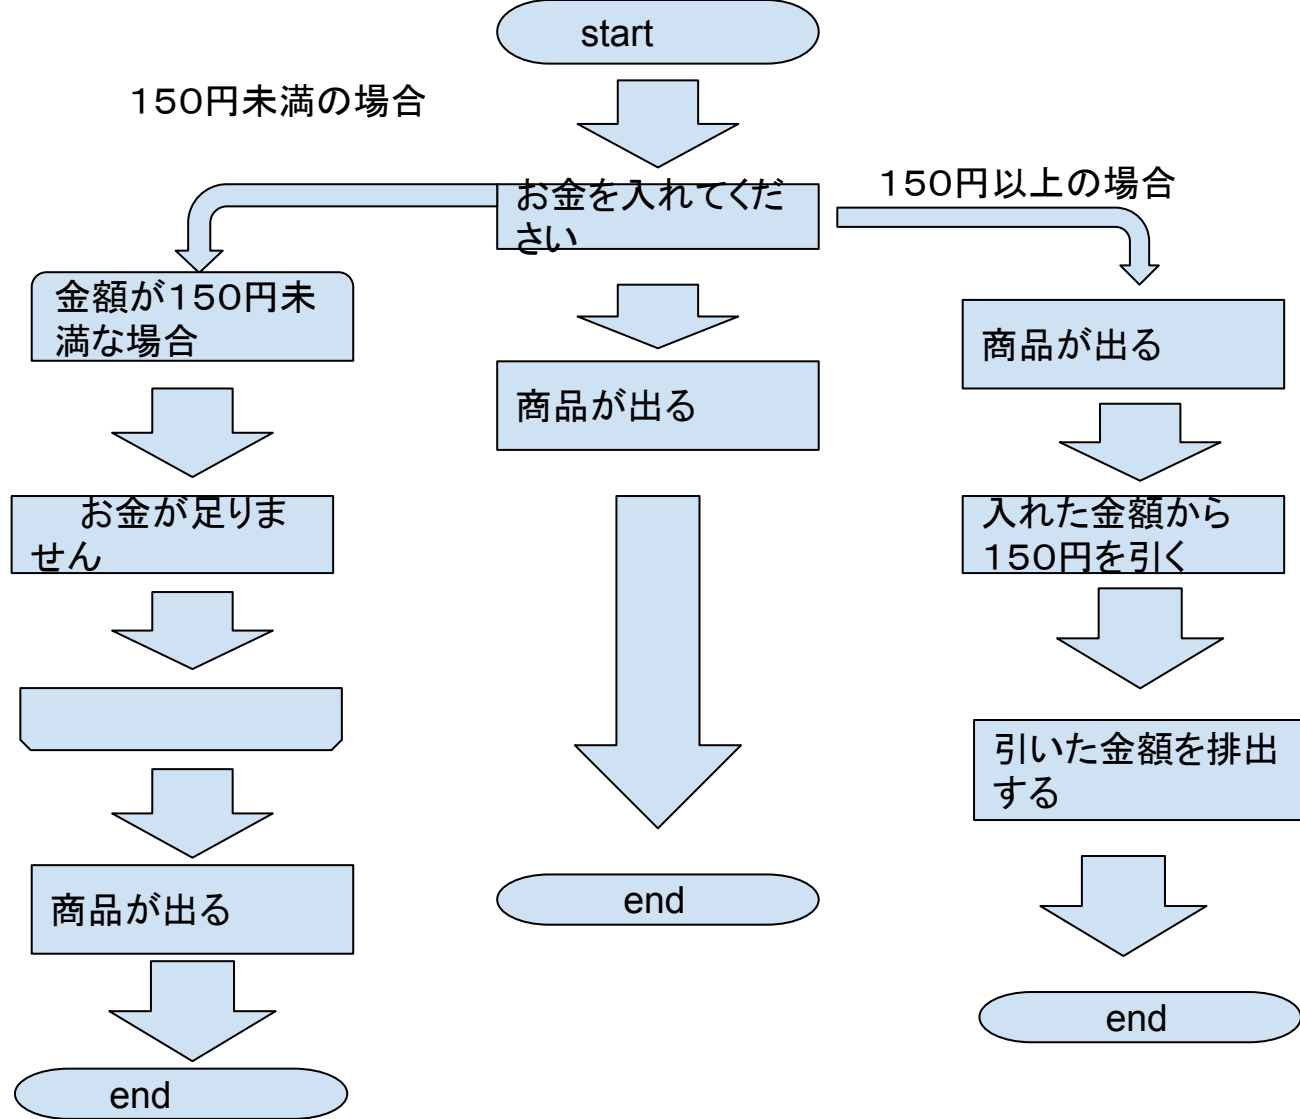 start
150円未満の場合
お金を入れてくだ
さい
150円以上の場合
金額が150円未
満な場合
お金が足りま
せん
商品が出る
end
商品が出る
end
商品が出る
入れた金額から
150円を引く
引いた金額を排出
する
end